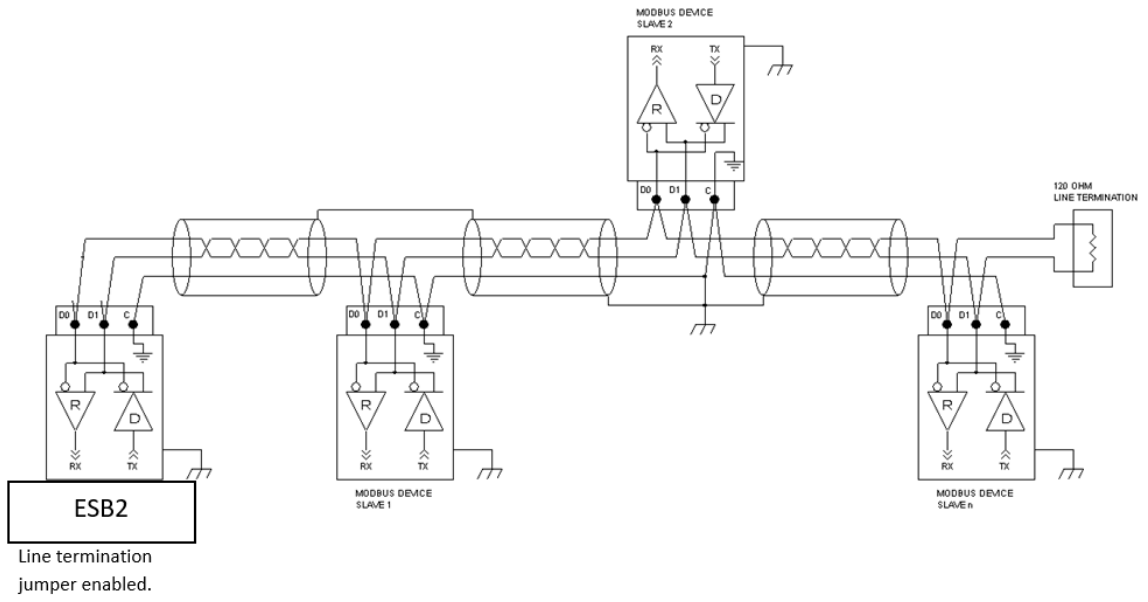 MODBUS DEVICE
SLAVE 2
RX
TX
R
D
D0
D1
C
120 OHM
LINE TERMINATION
D0
D1
C
R
D
RX
TX
D0
D1
C
R
D
RX
TX
D0
D1
C
R
D
RX
TX
ESB2
Line termination
jumper enabled.
MODBUS DEVICE
SLAVE 1
MODBUS DEVICE
SLAVE n